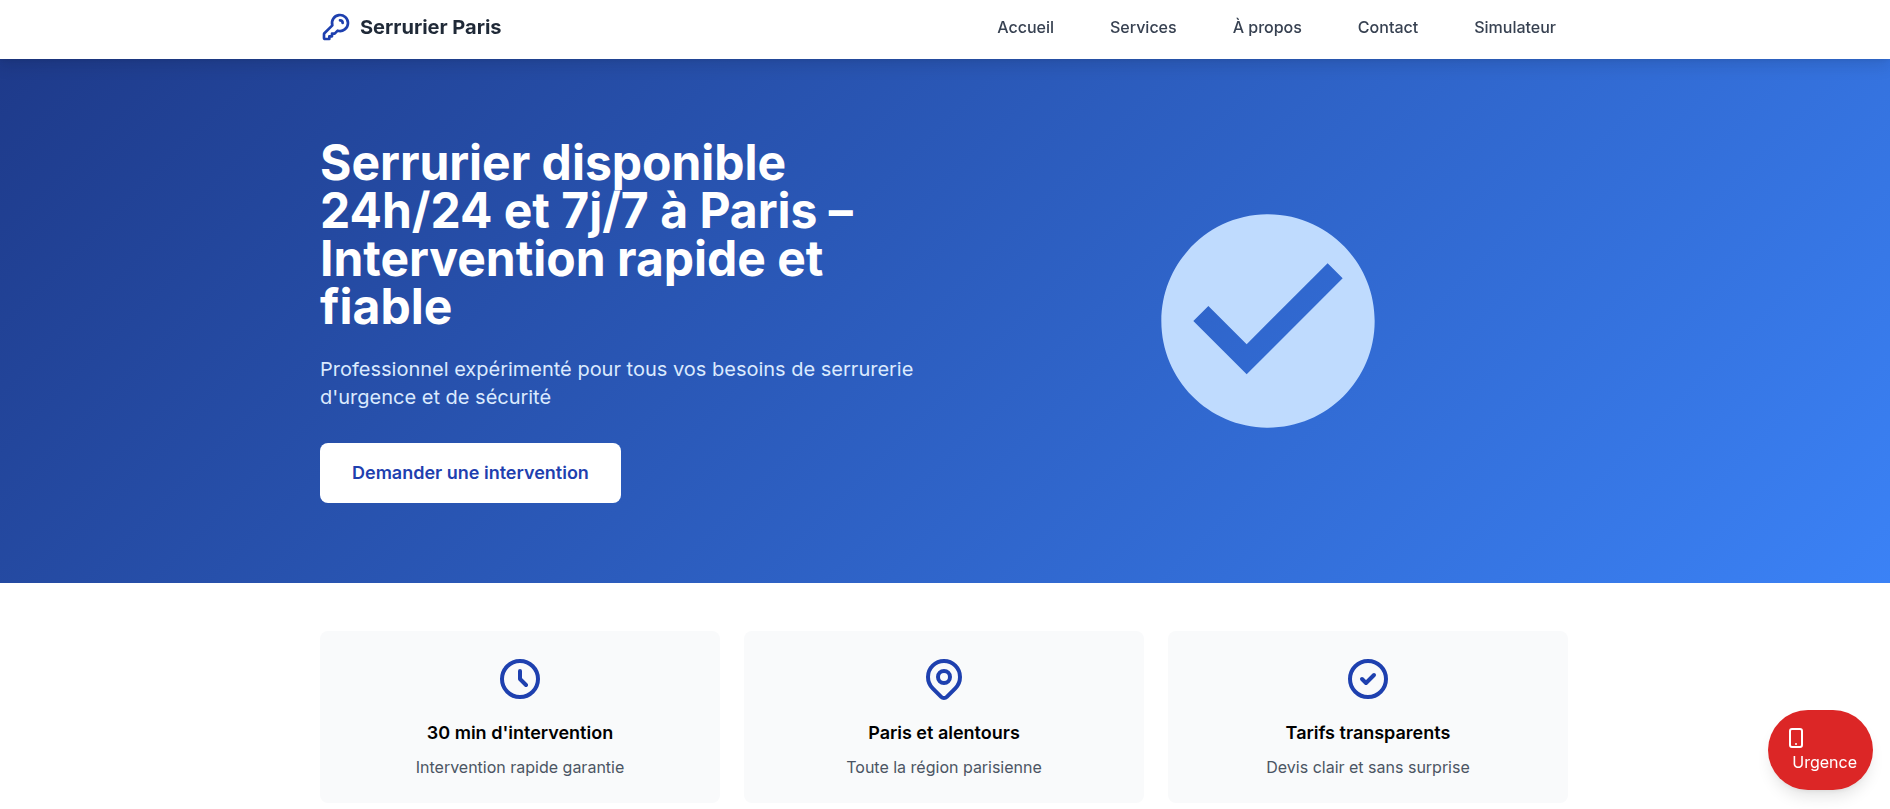 Serrurier Paris
Accueil
Services
À propos
Contact
Simulateur
Serrurier disponible
24h/24 et 7j/7 à Paris –
Intervention rapide et
fiable
Professionnel expérimenté pour tous vos besoins de serrurerie
d'urgence et de sécurité
Demander une intervention
30 min d'intervention
Intervention rapide garantie
Paris et alentours
Toute la région parisienne
Tarifs transparents
Devis clair et sans surprise
Urgence